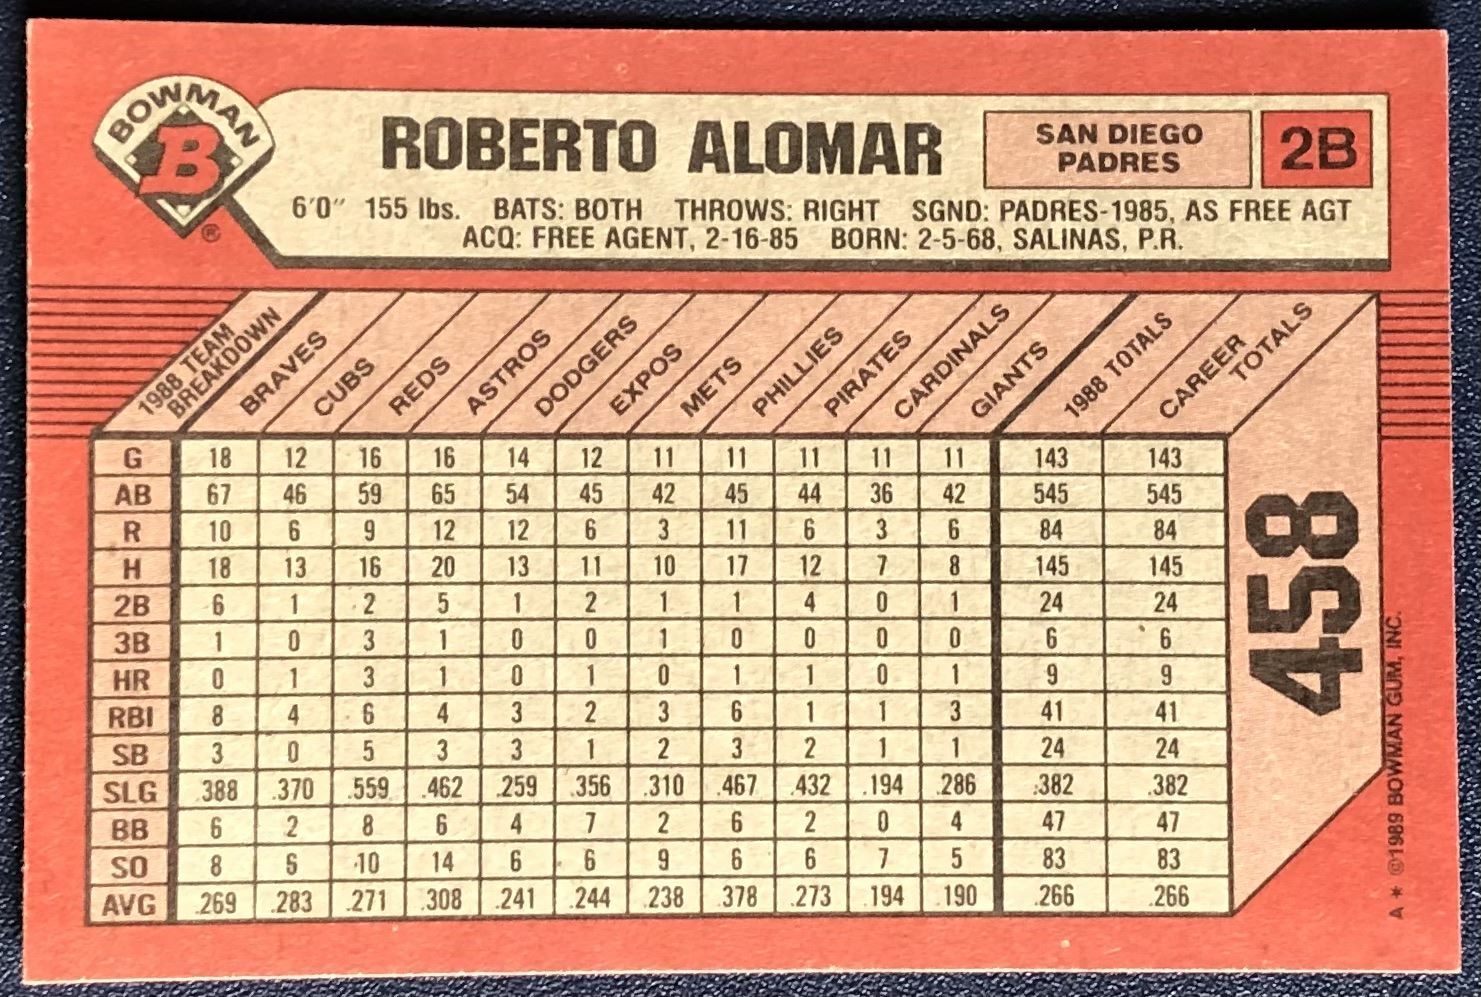 BOWMAN
B
®
ROBERTO ALOMAR
SAN DIEGO
PADRES
2B
6'0" 155 lbs. BATS: BOTH THROWS: RIGHT SGND: PADRES-1985, AS FREE AGT
ACQ: FREE AGENT, 2-16-85 BORN: 2-5-68, SALINAS, P.R.
1988 TEAM
BREAKDOWN
BRAVES
CUBS
REDS
ASTROS
DODGERS
EXPOS
METS
PHILLIES
PIRATES
CARDINALS
GIANTS
1988 TOTALS
CAREER
TOTALS
G 18 12 16 16 14 12 11 11 11 11 11 143 143
AB 67 46 59 65 54 45 42 45 44 36 42 545 545
R 10 6 9 12 12 6 3 11 6 3 6 84 84
H 18 13 16 20 13 11 10 17 12 7 8 145 145
2B 6 1 2 5 1 2 1 1 4 0 1 24 24
3B 1 0 3 1 0 0 1 0 0 0 0 6 6
HR 0 1 3 1 0 1 0 1 1 0 1 9 9
RBI 8 4 6 4 3 2 3 6 1 1 3 41 41
SB 3 0 5 3 3 1 2 3 2 1 1 24 24
SLG .388 .370 .559 .462 .259 .356 .310 .467 .432 .194 .286 .382 .382
BB 6 2 8 6 4 7 2 6 2 0 4 47 47
SO 8 6 10 14 6 6 9 6 6 7 5 83 83
AVG .269 .283 .271 .308 .241 .244 .238 .378 .273 .194 .190 .266 .266
458
A * ©1989 BOWMAN GUM, INC.